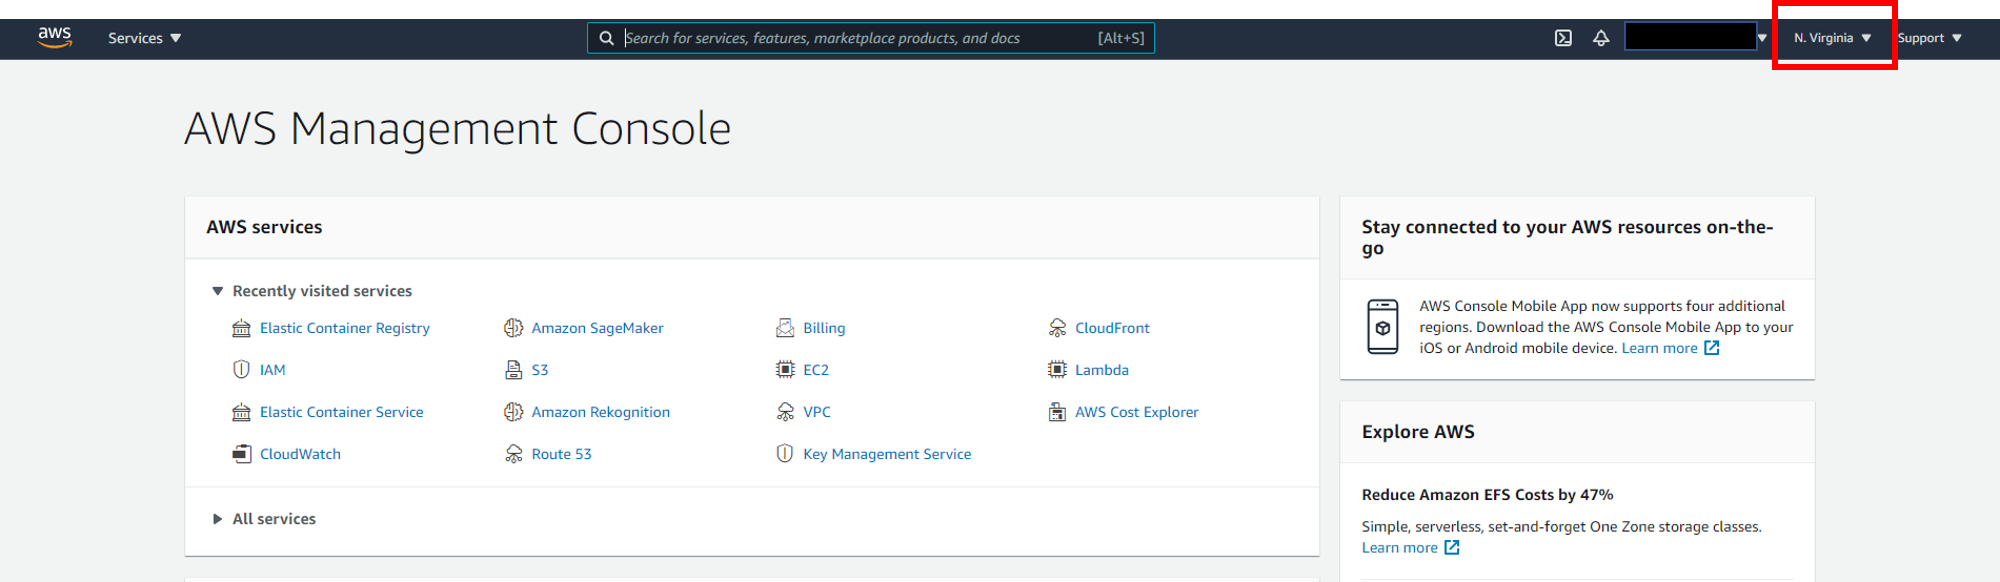 aws
Services
Search for services, features, marketplace products, and docs [Alt+S]
N. Virginia
Support
AWS Management Console
AWS services
Recently visited services
Elastic Container Registry
Amazon SageMaker
Billing
CloudFront
IAM
S3
EC2
Lambda
Elastic Container Service
Amazon Rekognition
VPC
AWS Cost Explorer
CloudWatch
Route 53
Key Management Service
All services
Stay connected to your AWS resources on-the-
go
AWS Console Mobile App now supports four additional
regions. Download the AWS Console Mobile App to your
iOS or Android mobile device. Learn more
Explore AWS
Reduce Amazon EFS Costs by 47%
Simple, serverless, set-and-forget One Zone storage classes.
Learn more